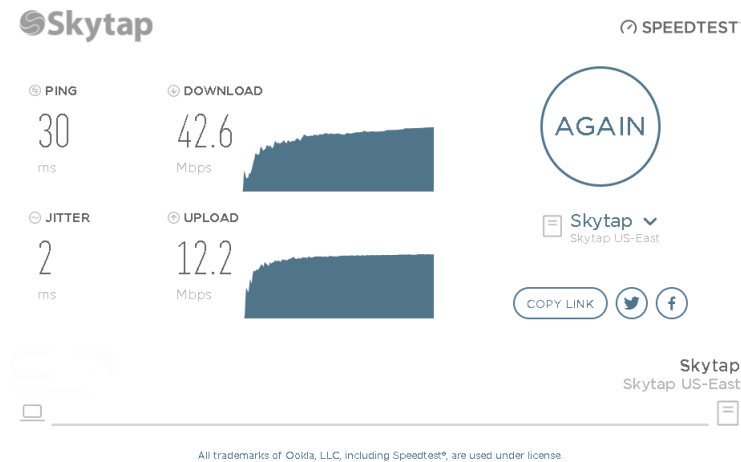 Skytap
SPEEDTEST
PING
DOWNLOAD
30
42.6
ms
Mbps
AGAIN
JITTER
UPLOAD
2
12.2
ms
Mbps
Skytap
Skytap US-East
COPY LINK
Skytap
Skytap US-East
All trademarks of Ookla, LLC, including Speedtest®, are used under license.